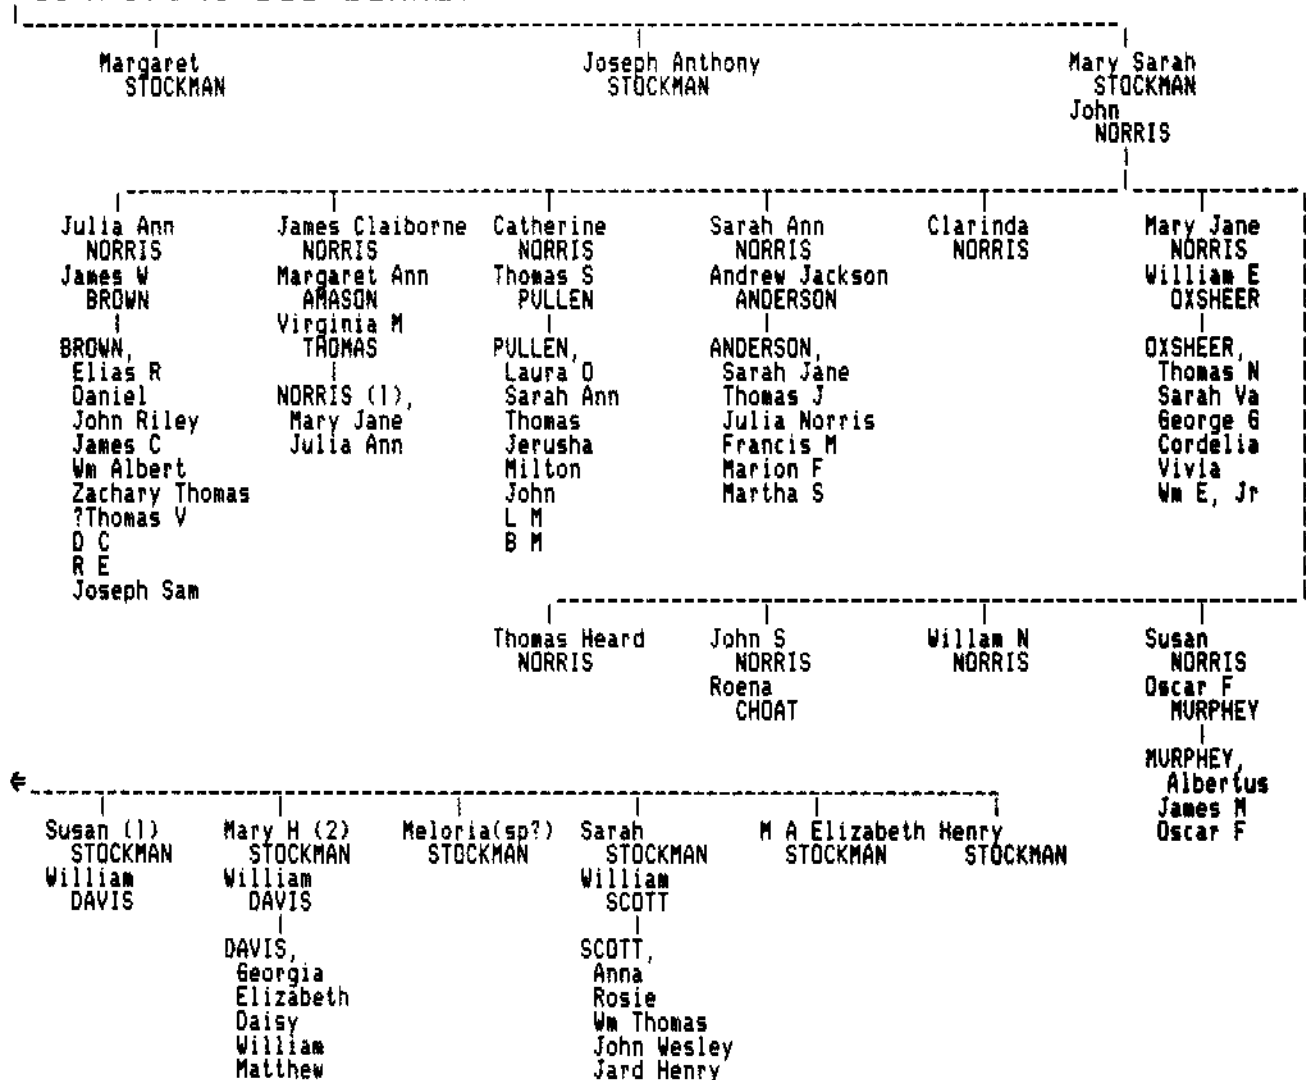 Margaret Joseph Anthony Mary Sarah
STOCKMAN STOCKMAN STOCKMAN
John
NORRIS
Julia Ann James Claiborne Catherine Sarah Ann Clarinda Mary Jane
NORRIS NORRIS NORRIS NORRIS NORRIS NORRIS
James W Margaret Ann Thomas S Andrew Jackson William E
BROWN AMASON PULLEN ANDERSON OXSHEER
Virginia M
BROWN, THOMAS PULLEN, ANDERSON, OXSHEER,
Elias R Laura O Sarah Jane Thomas N
Daniel NORRIS (1), Sarah Ann Thomas J Sarah Va
John Riley Mary Jane Thomas Julia Norris George G
James C Julia Ann Jerusha Francis M Cordelia
Wm Albert Milton Marion F Vivia
Zachary Thomas John Martha S Wm E, Jr
?Thomas V L M
D C B M
R E
Joseph Sam
Thomas Heard John S Willam N Susan
NORRIS NORRIS NORRIS NORRIS
Roena Oscar F
CHOAT MURPHEY
MURPHEY,
Albertus
James M
Oscar F
Susan (1) Mary H (2) Meloria(sp?) Sarah M A Elizabeth Henry
STOCKMAN STOCKMAN STOCKMAN STOCKMAN STOCKMAN STOCKMAN
William William William
DAVIS DAVIS SCOTT
DAVIS, SCOTT,
Georgia Anna
Elizabeth Rosie
Daisy Wm Thomas
William John Wesley
Matthew Jard Henry